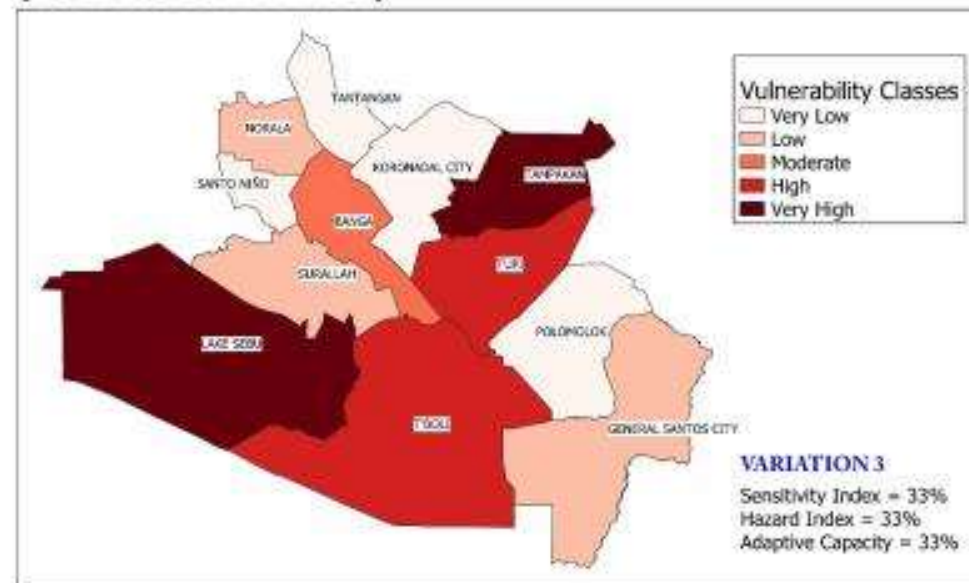 TANTANGAN
NORALA
KORONADAL CITY
TAMPAKAN
SANTO NIÑO
BANGA
SURALLAH
TUPI
POLOMOLOK
LAKE SEBU
T'BOLI
GENERAL SANTOS CITY
Vulnerability Classes
Very Low
Low
Moderate
High
Very High
VARIATION 3
Sensitivity Index = 33%
Hazard Index = 33%
Adaptive Capacity = 33%